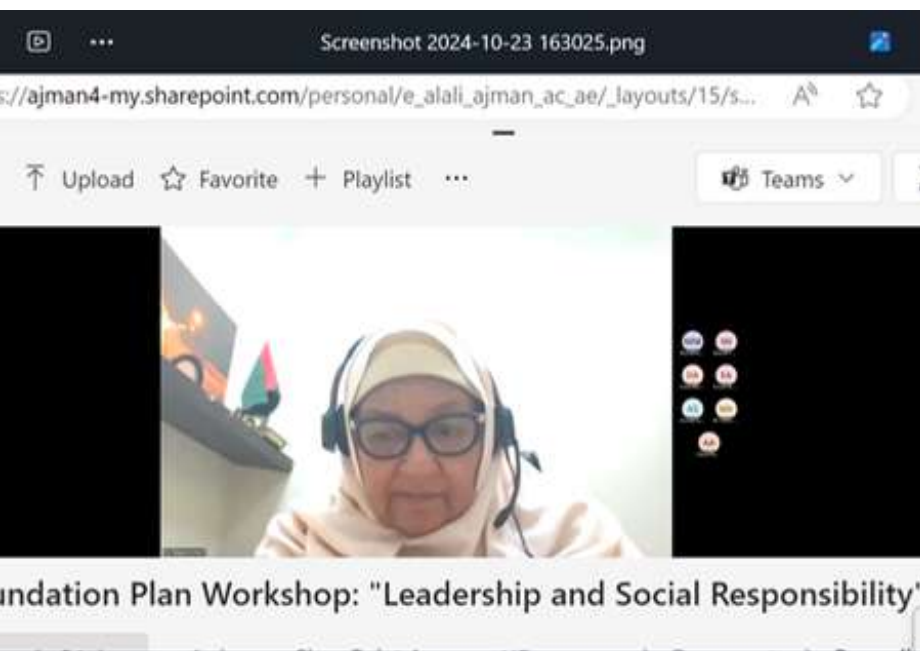 Screenshot 2024-10-23 163025.png
s://ajman4-my.sharepoint.com/personal/e_alali_ajman_ac_ae/_layouts/15/s...
Upload Favorite Playlist Teams
undation Plan Workshop: "Leadership and Social Responsibility"